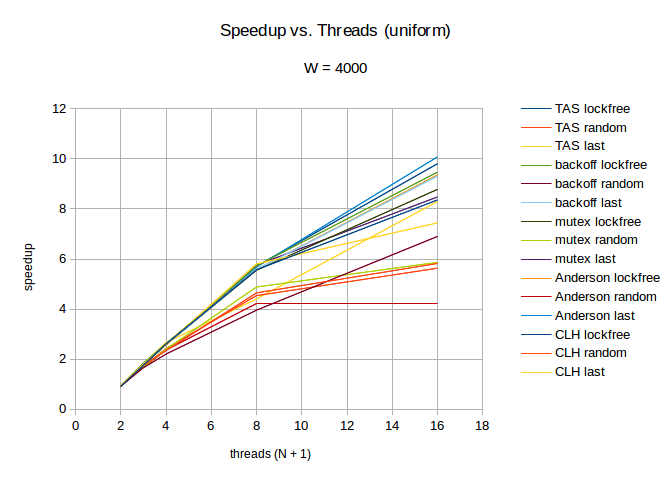 Speedup vs. Threads (uniform)
W = 4000
12
10
8
6
4
2
0
speedup
0 2 4 6 8 10 12 14 16 18
threads (N + 1)
TAS lockfree
TAS random
TAS last
backoff lockfree
backoff random
backoff last
mutex lockfree
mutex random
mutex last
Anderson lockfree
Anderson random
Anderson last
CLH lockfree
CLH random
CLH last